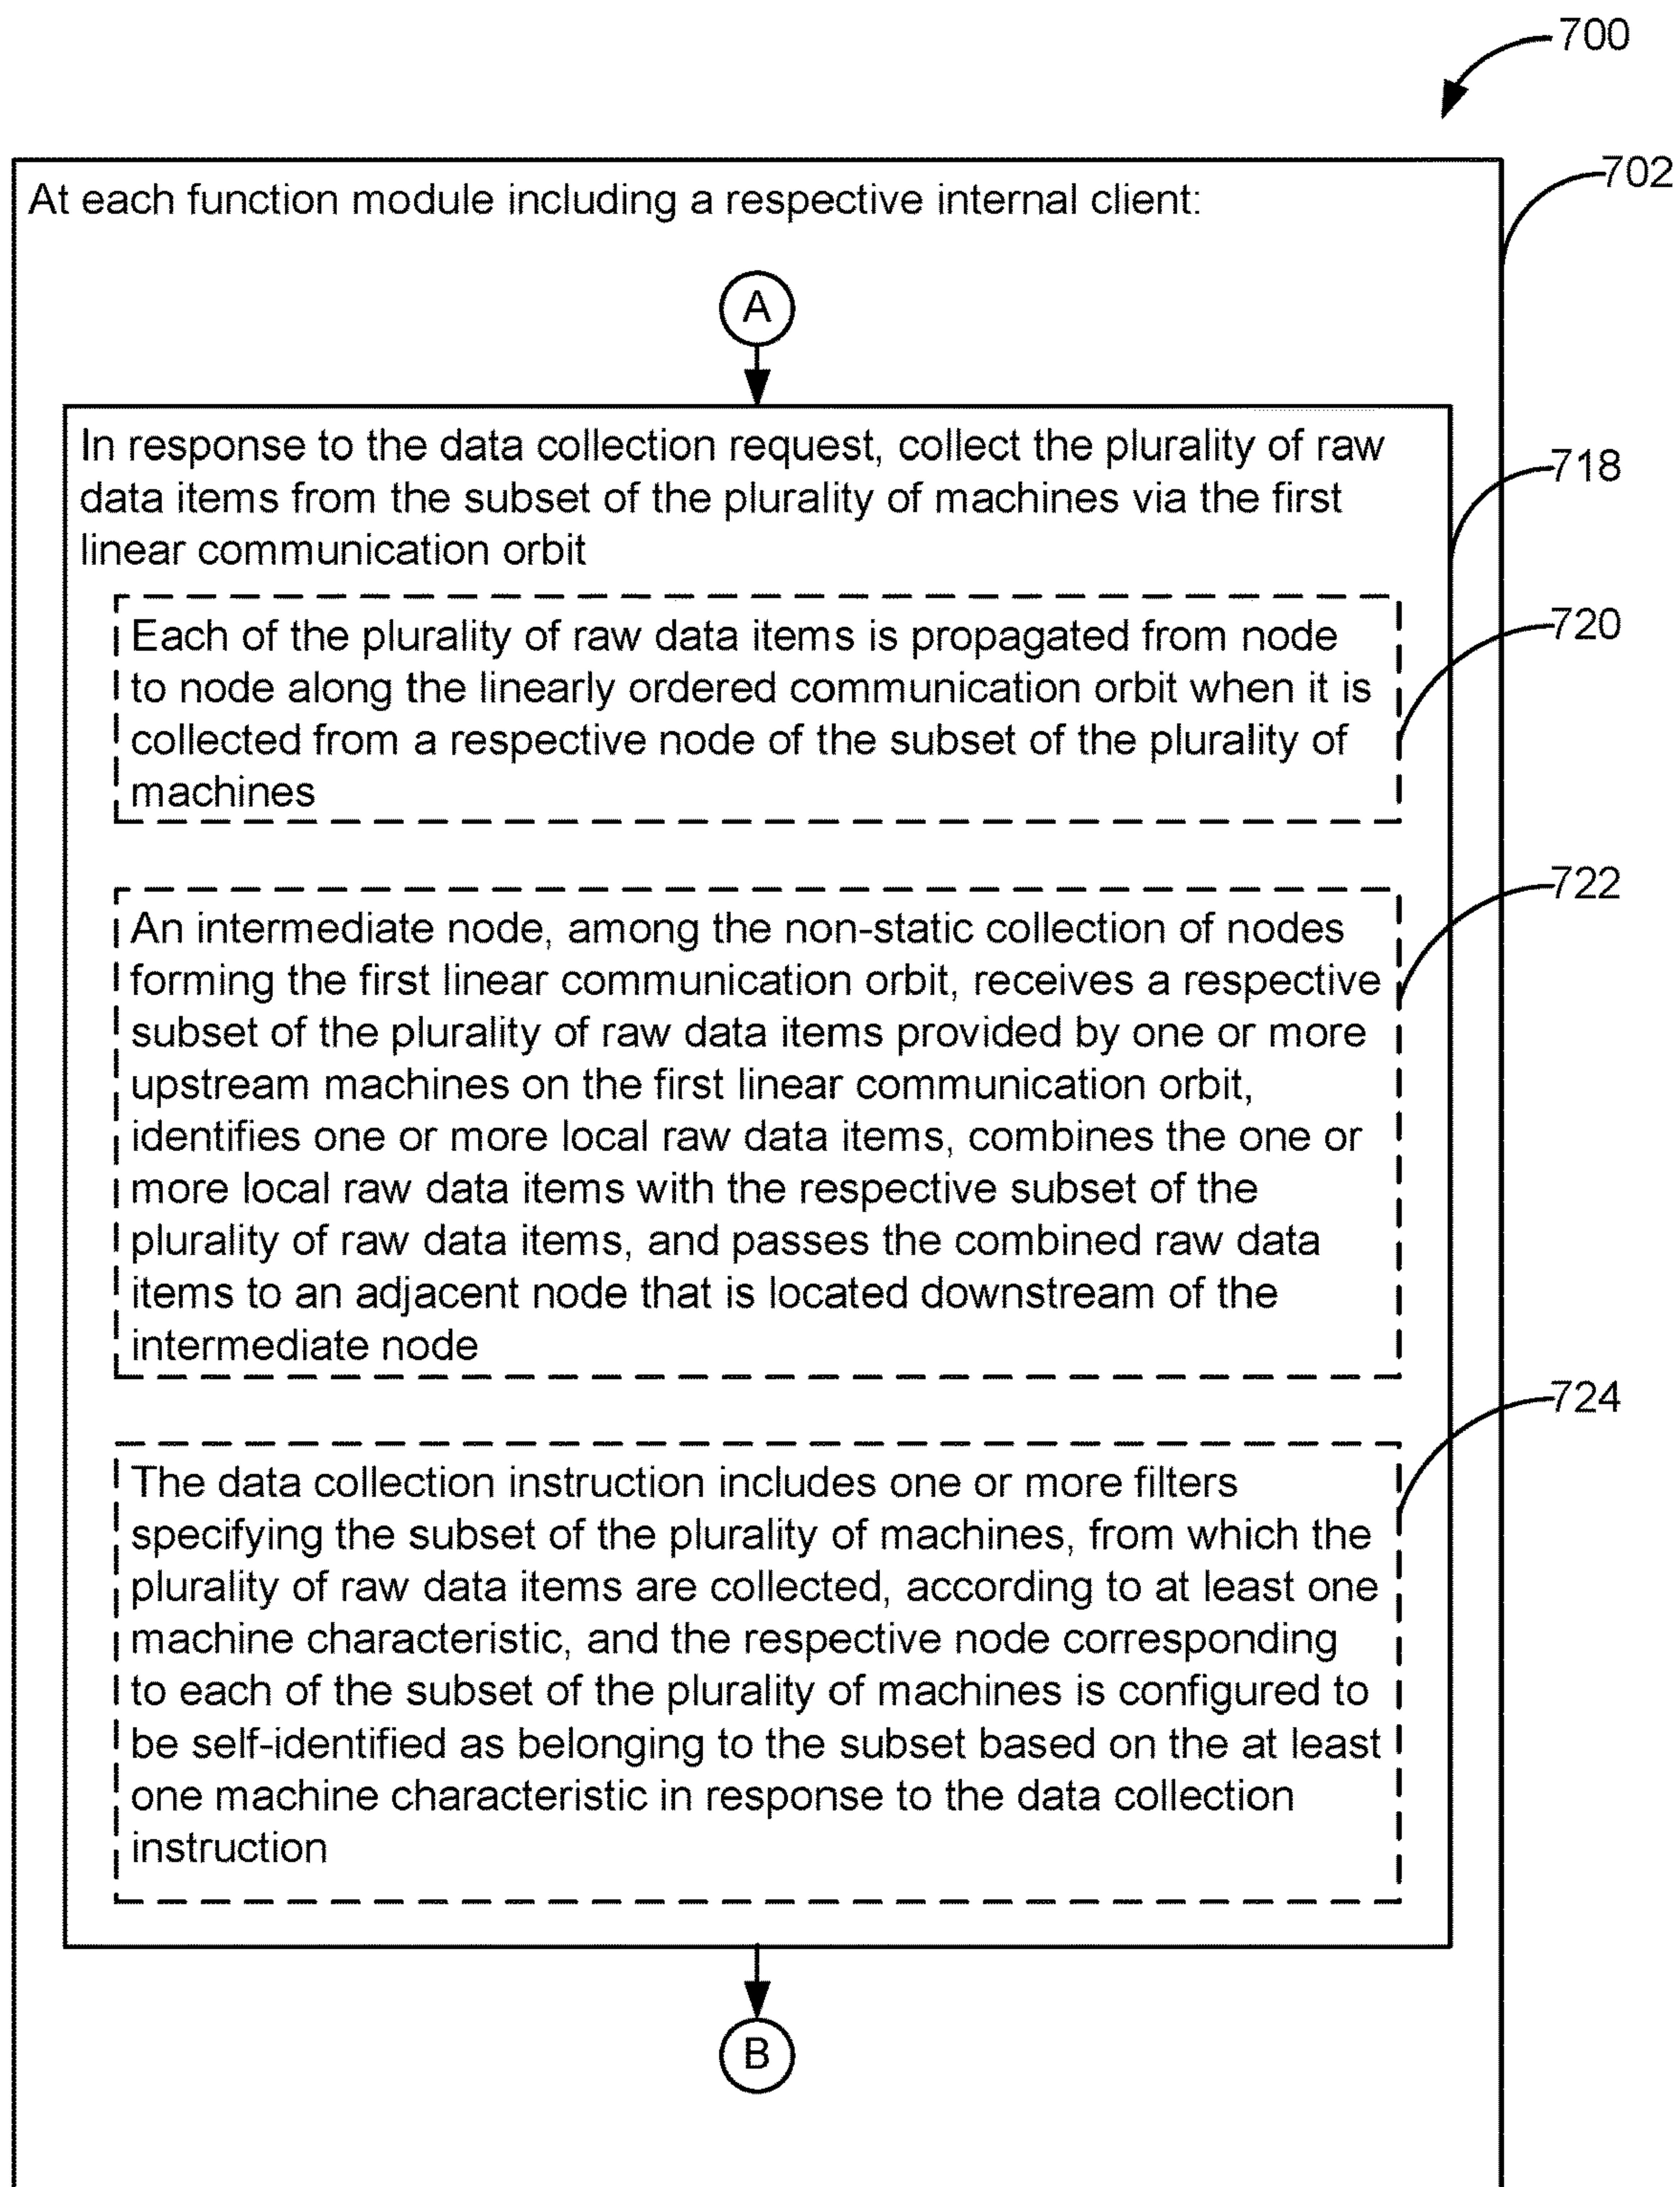 700
702
At each function module including a respective internal client:
A
In response to the data collection request, collect the plurality of raw
data items from the subset of the plurality of machines via the first
linear communication orbit
718
Each of the plurality of raw data items is propagated from node
to node along the linearly ordered communication orbit when it is
collected from a respective node of the subset of the plurality of
machines
720
An intermediate node, among the non-static collection of nodes
forming the first linear communication orbit, receives a respective
subset of the plurality of raw data items provided by one or more
upstream machines on the first linear communication orbit,
identifies one or more local raw data items, combines the one or
more local raw data items with the respective subset of the
plurality of raw data items, and passes the combined raw data
items to an adjacent node that is located downstream of the
intermediate node
722
The data collection instruction includes one or more filters
specifying the subset of the plurality of machines, from which the
plurality of raw data items are collected, according to at least one
machine characteristic, and the respective node corresponding
to each of the subset of the plurality of machines is configured to
be self-identified as belonging to the subset based on the at least
one machine characteristic in response to the data collection
instruction
724
B